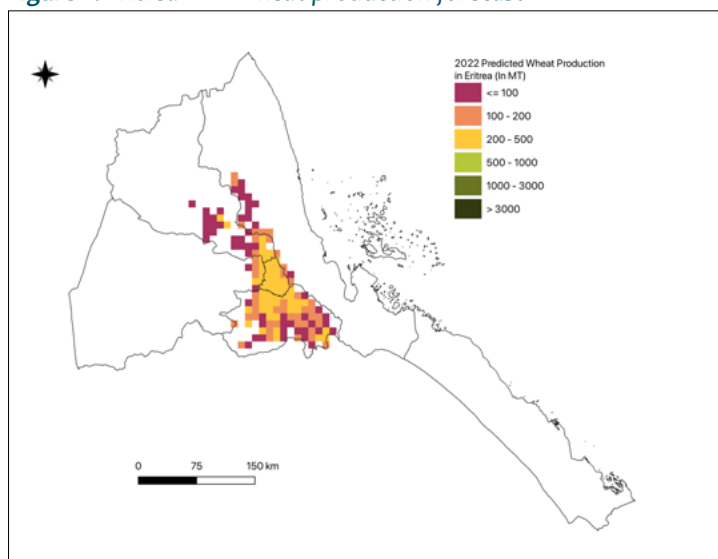 2022 Predicted Wheat Production
in Eritrea (In MT)
<= 100
100 - 200
200 - 500
500 - 1000
1000 - 3000
> 3000
0 75 150 km